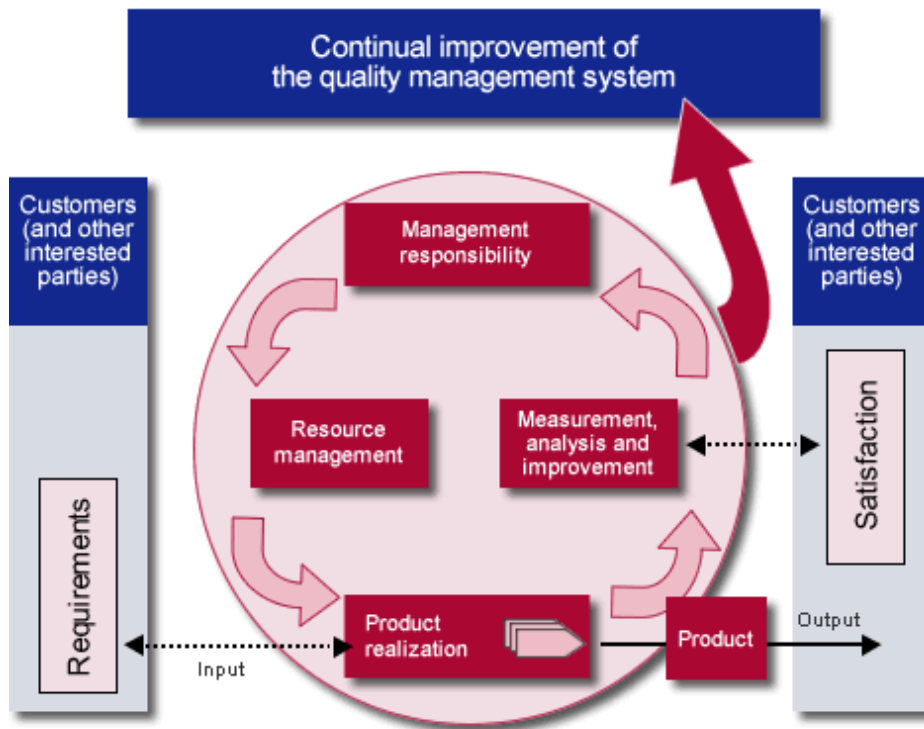 Continual improvement of
the quality management system
Customers
(and other
interested
parties)
Customers
(and other
interested
parties)
Management
responsibility
Resource
management
Measurement,
analysis and
improvement
Satisfaction
Requirements
Product
realization
Product
Input
Output